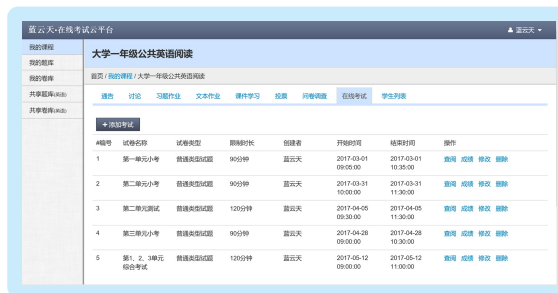 蓝云天·在线考试云平台
蓝云天
我的课程
我的题库
我的卷库
共享题库(英语)
共享卷库(英语)
大学一年级公共英语阅读
首页 / 我的课程 / 大学一年级公共英语阅读
通告 讨论 习题作业 文本作业 课件学习 投票 问卷调查 在线考试 学生列表
+ 添加考试
#编号 试卷名称 试卷类型 限制时长 创建者 开始时间 结束时间 操作
1 第一单元小考 普通类型试题 90分钟 蓝云天 2017-03-01 09:05:00 2017-03-01 10:35:00 查阅 成绩 修改 删除
2 第二单元小考 普通类型试题 90分钟 蓝云天 2017-03-31 10:00:00 2017-03-31 11:30:00 查阅 成绩 修改 删除
3 第二单元测试 普通类型试题 120分钟 蓝云天 2017-04-05 09:30:00 2017-04-05 11:30:00 查阅 成绩 修改 删除
4 第三单元小考 普通类型试题 90分钟 蓝云天 2017-04-28 09:00:00 2017-04-28 10:30:00 查阅 成绩 修改 删除
5 第1、2、3单元综合考试 普通类型试题 120分钟 蓝云天 2017-05-12 09:00:00 2017-05-12 11:00:00 查阅 成绩 修改 删除